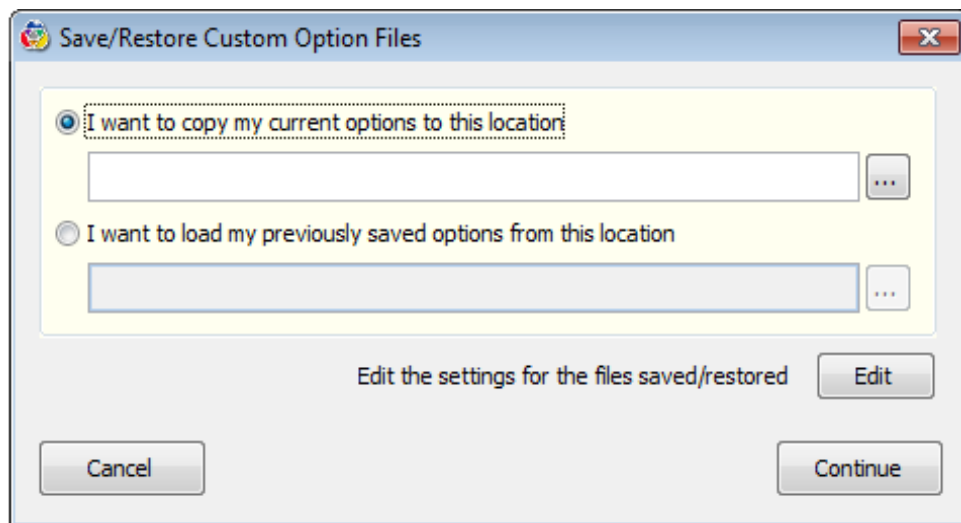 Save/Restore Custom Option Files
I want to copy my current options to this location
...
I want to load my previously saved options from this location
...
Edit the settings for the files saved/restored Edit
Cancel Continue